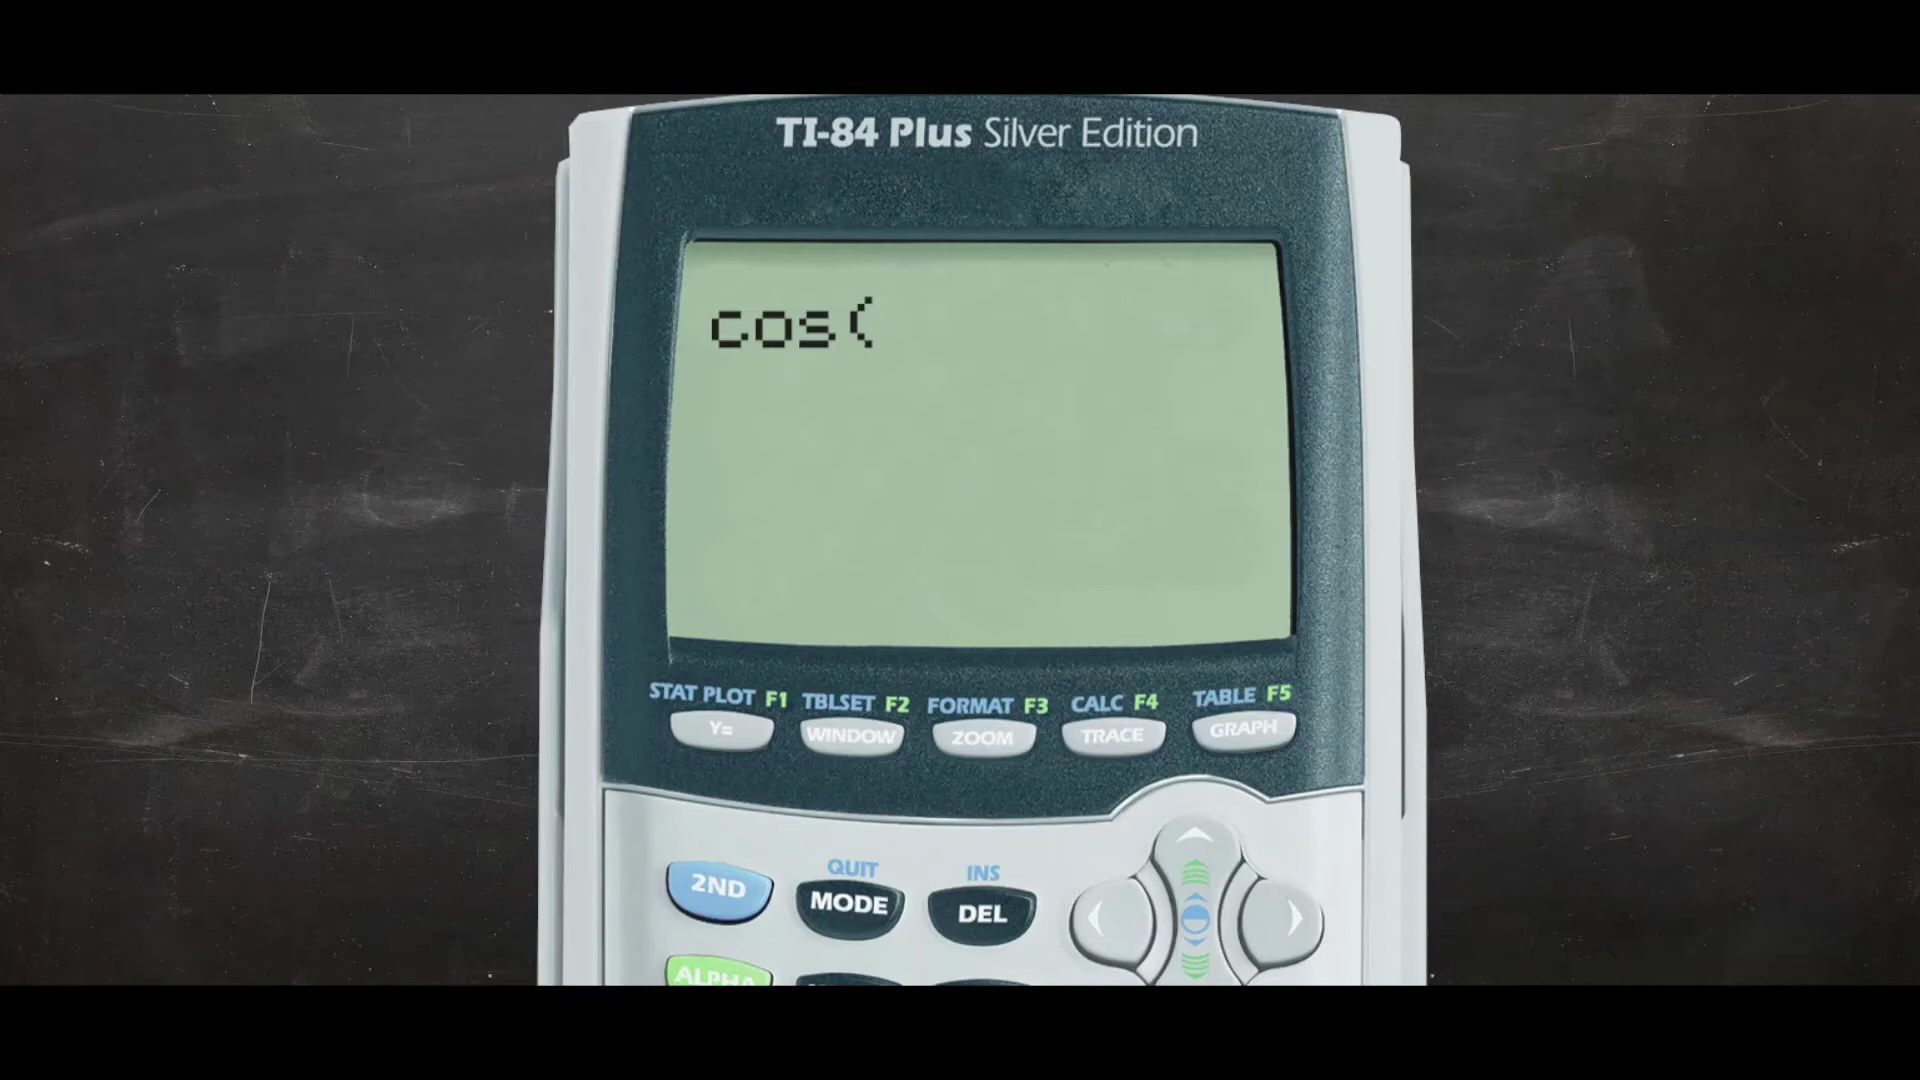 TI-84 Plus Silver Edition
cos(
STAT PLOT F1 TBLSET F2 FORMAT F3 CALC F4 TABLE F5
Y= WINDOW ZOOM TRACE GRAPH
QUIT INS
2ND MODE DEL
ALPHA